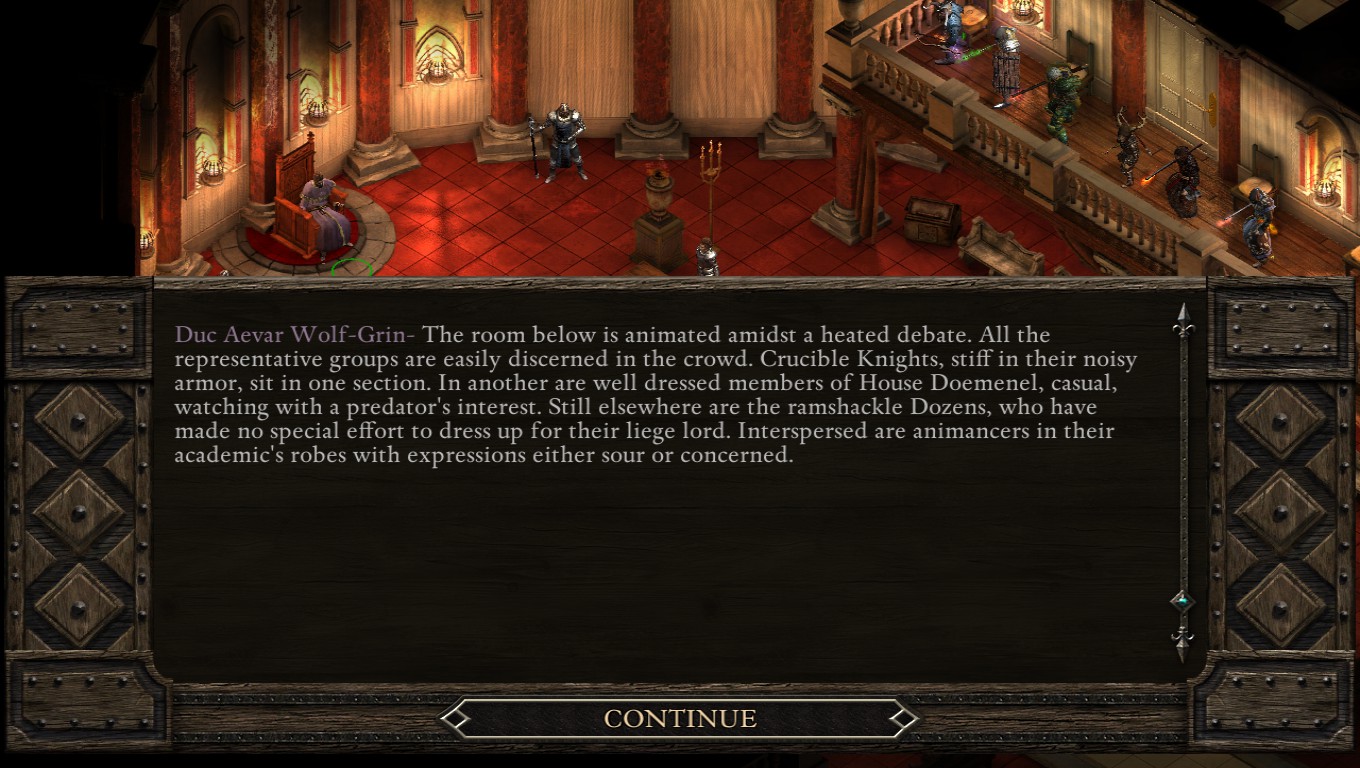 Duc Aevar Wolf-Grin- The room below is animated amidst a heated debate. All the
representative groups are easily discerned in the crowd. Crucible Knights, stiff in their noisy
armor, sit in one section. In another are well dressed members of House Doemenel, casual,
watching with a predator's interest. Still elsewhere are the ramshackle Dozens, who have
made no special effort to dress up for their liege lord. Interspersed are animancers in their
academic's robes with expressions either sour or concerned.
CONTINUE